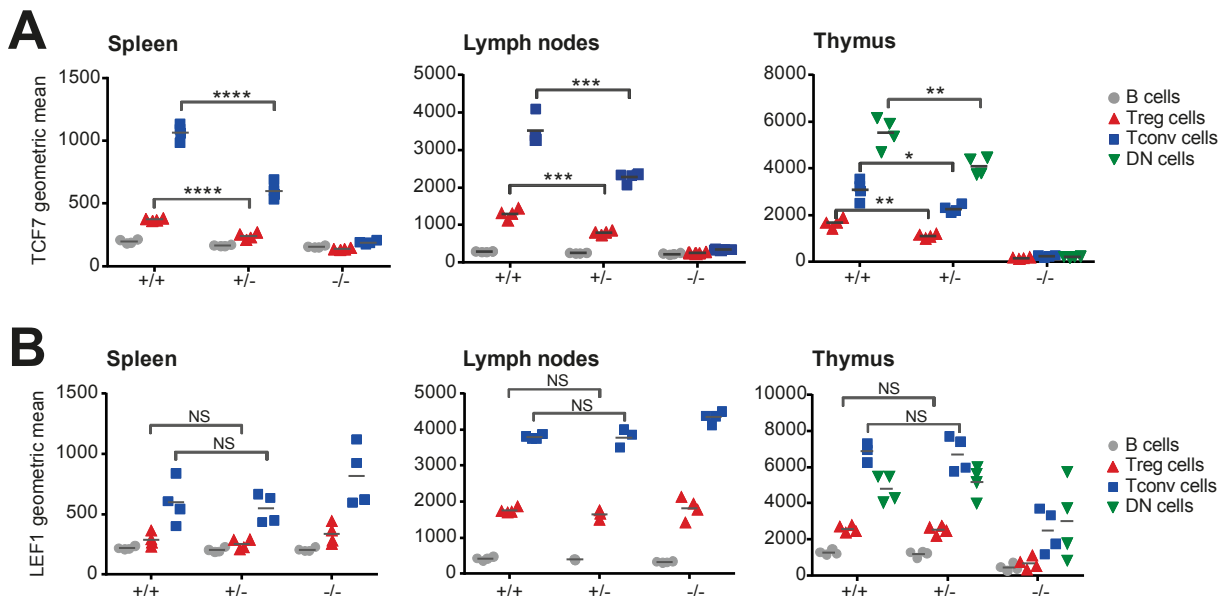 A
Spleen
Lymph nodes
Thymus
TCF7 geometric mean
1500
1000
500
0
****
****
+/+
+/-
-/-
5000
4000
3000
2000
1000
0
***
***
+/+
+/-
-/-
8000
6000
4000
2000
0
**
*
**
+/+
+/-
-/-
B cells
Treg cells
Tconv cells
DN cells
B
Spleen
Lymph nodes
Thymus
LEF1 geometric mean
1500
1000
500
0
NS
NS
+/+
+/-
-/-
5000
4000
3000
2000
1000
0
NS
NS
+/+
+/-
-/-
10000
8000
6000
4000
2000
0
NS
NS
+/+
+/-
-/-
B cells
Treg cells
Tconv cells
DN cells